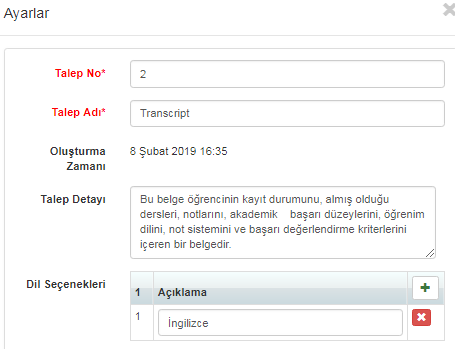 Ayarlar
Talep No* 2
Talep Adı* Transcript
Oluşturma
Zamanı
8 Şubat 2019 16:35
Talep Detayı
Bu belge öğrencinin kayıt durumunu, almış olduğu
dersleri, notlarını, akademik başarı düzeylerini, öğrenim
dilini, not sistemini ve başarı değerlendirme kriterlerini
içeren bir belgedir.
Dil Seçenekleri
1 Açıklama
1 İngilizce